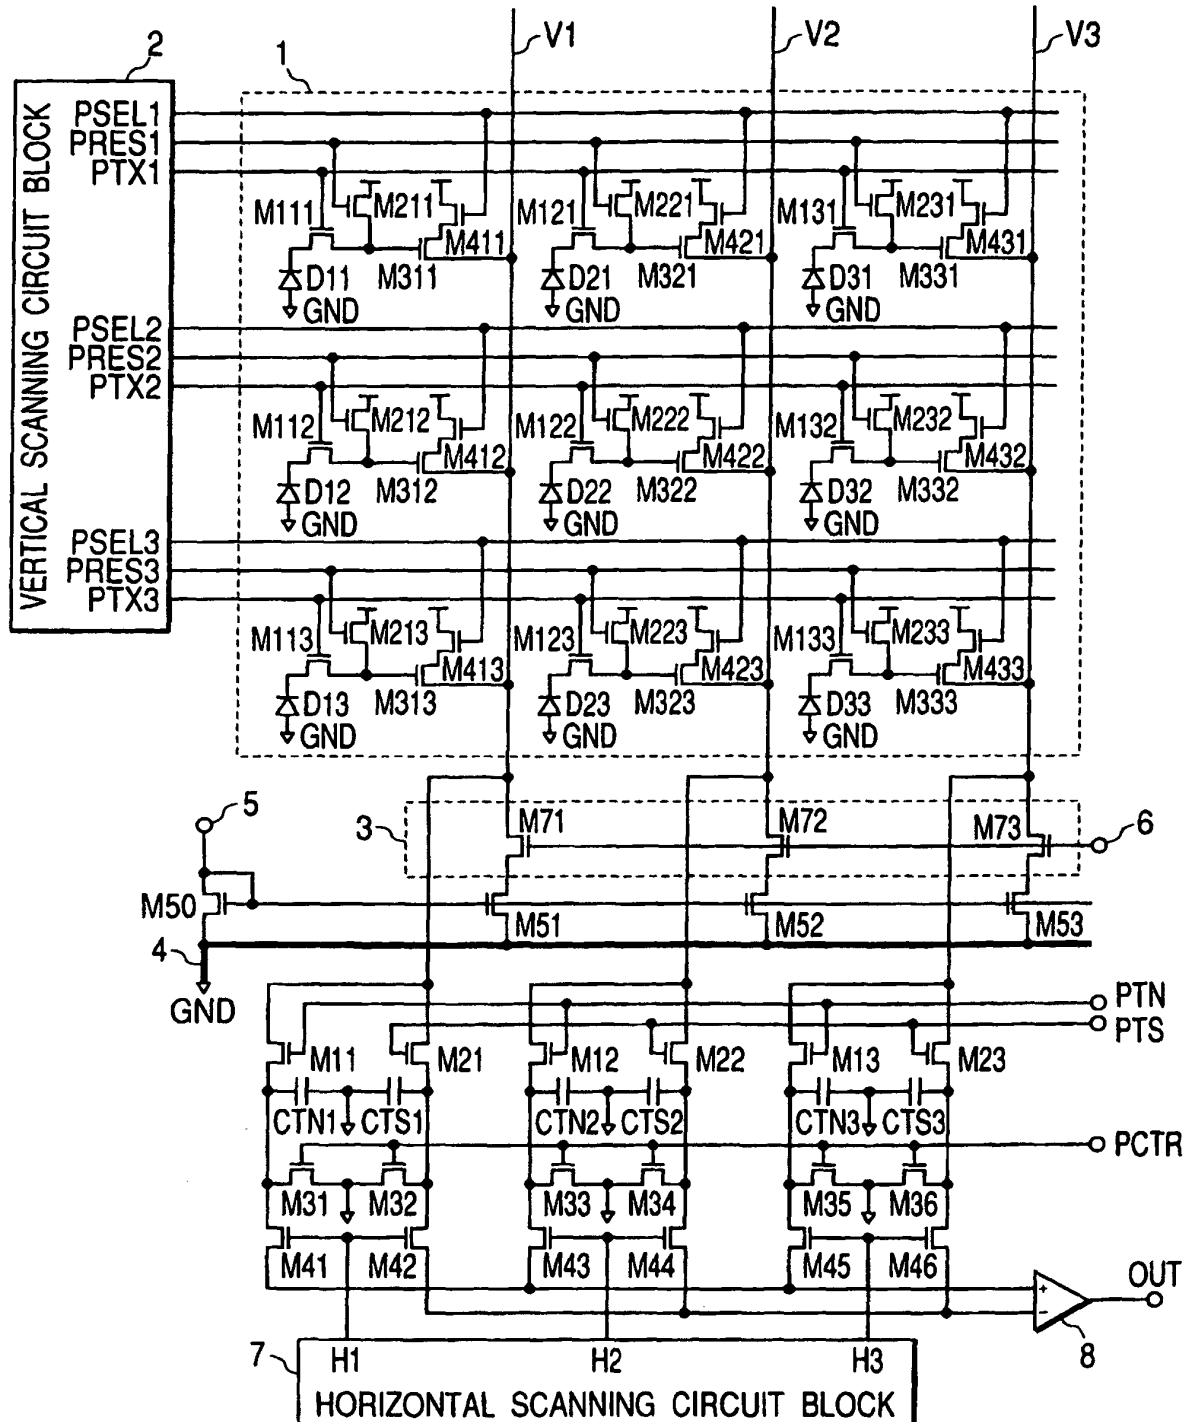 2
1
V1
V2
V3
VERTICAL SCANNING CIRCUIT BLOCK
PSEL1
PRES1
PTX1
M111
M211
M411
M121
M221
M421
M131
M231
M431
D11
M311
D21
M321
D31
M331
GND
GND
GND
PSEL2
PRES2
PTX2
M112
M212
M412
M122
M222
M422
M132
M232
M432
D12
M312
D22
M322
D32
M332
GND
GND
GND
PSEL3
PRES3
PTX3
M113
M213
M413
M123
M223
M423
M133
M233
M433
D13
M313
D23
M323
D33
M333
GND
GND
GND
5
3
M71
M72
M73
6
M50
M51
M52
M53
4
GND
PTN
PTS
M11
M21
M12
M22
M13
M23
CTN1
CTS1
CTN2
CTS2
CTN3
CTS3
PCTR
M31
M32
M33
M34
M35
M36
M41
M42
M43
M44
M45
M46
+
−
OUT
8
7
H1
H2
H3
HORIZONTAL SCANNING CIRCUIT BLOCK